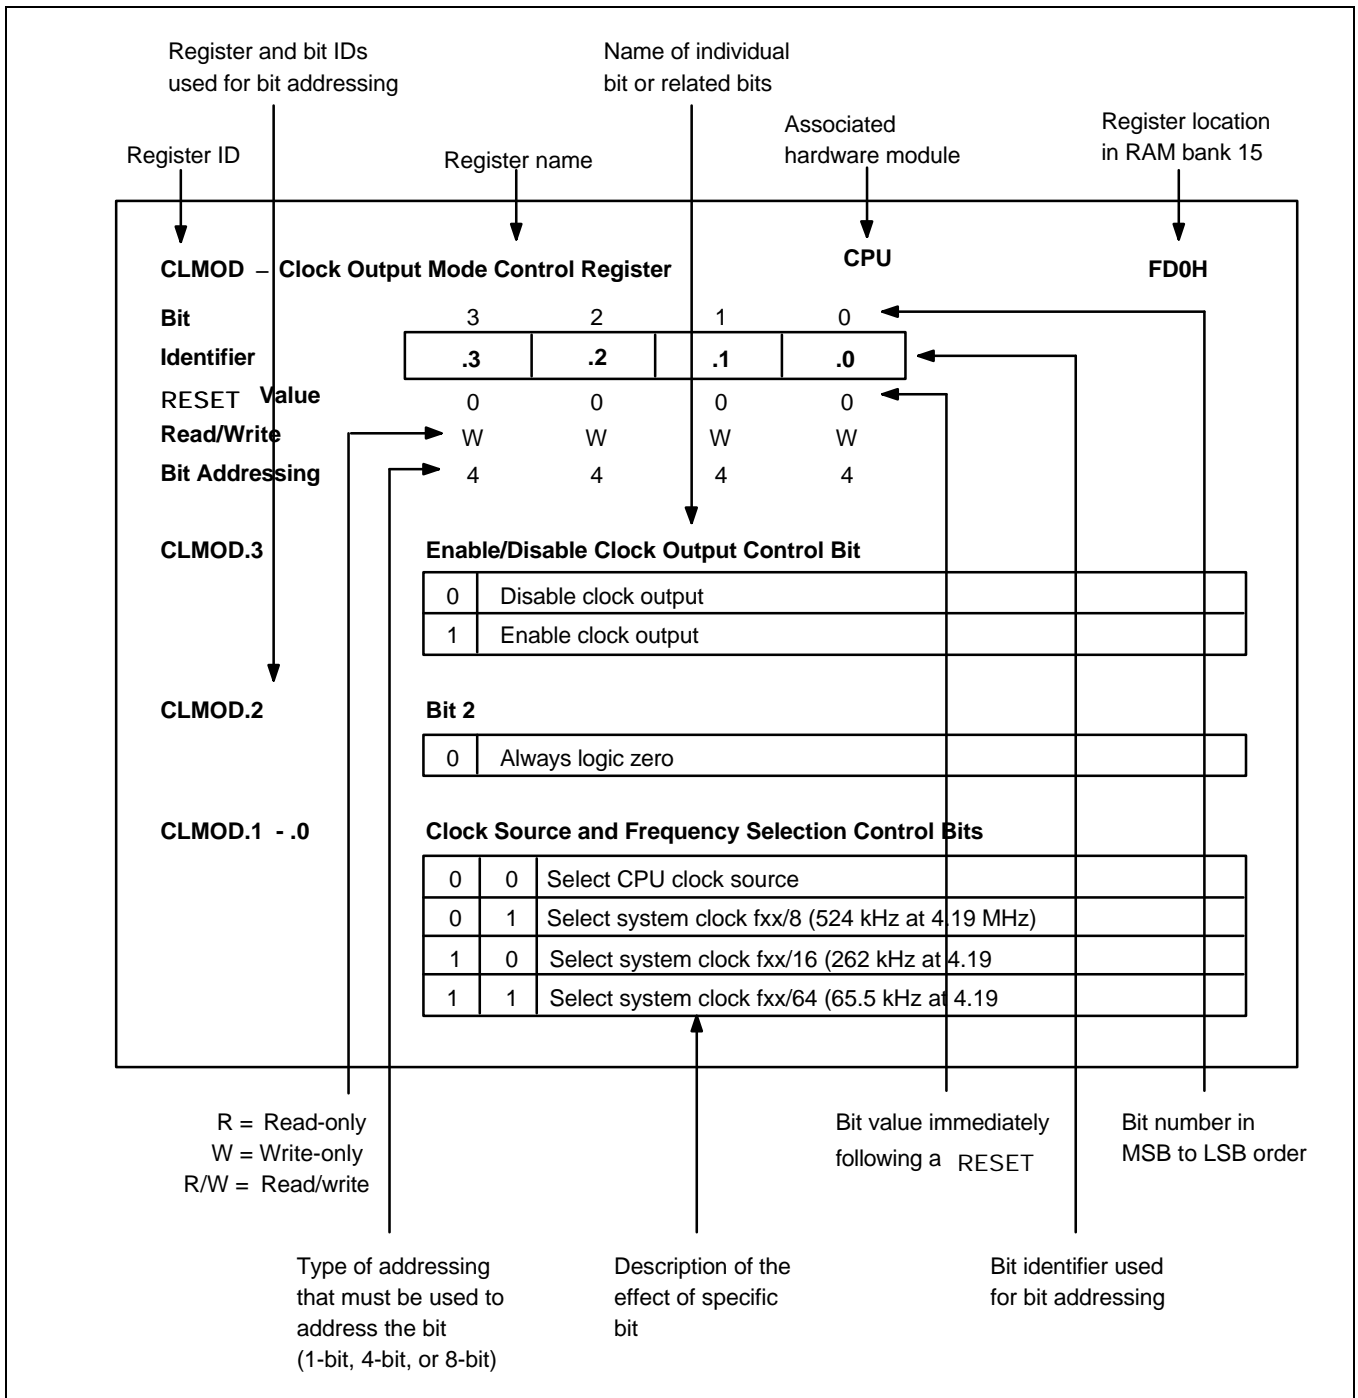 Register and bit IDs
used for bit addressing
Name of individual
bit or related bits
Associated
hardware module
Register location
in RAM bank 15
Register ID
Register name
CLMOD – Clock Output Mode Control Register CPU FD0H
Bit 3 2 1 0
Identifier .3 .2 .1 .0
RESET Value 0 0 0 0
Read/Write W W W W
Bit Addressing 4 4 4 4
CLMOD.3 Enable/Disable Clock Output Control Bit
0 Disable clock output
1 Enable clock output
CLMOD.2 Bit 2
0 Always logic zero
CLMOD.1 - .0 Clock Source and Frequency Selection Control Bits
0 0 Select CPU clock source
0 1 Select system clock fxx/8 (524 kHz at 4.19 MHz)
1 0 Select system clock fxx/16 (262 kHz at 4.19
1 1 Select system clock fxx/64 (65.5 kHz at 4.19
R = Read-only
W = Write-only
R/W = Read/write
Bit value immediately
following a RESET
Bit number in
MSB to LSB order
Type of addressing
that must be used to
address the bit
(1-bit, 4-bit, or 8-bit)
Description of the
effect of specific
bit
Bit identifier used
for bit addressing